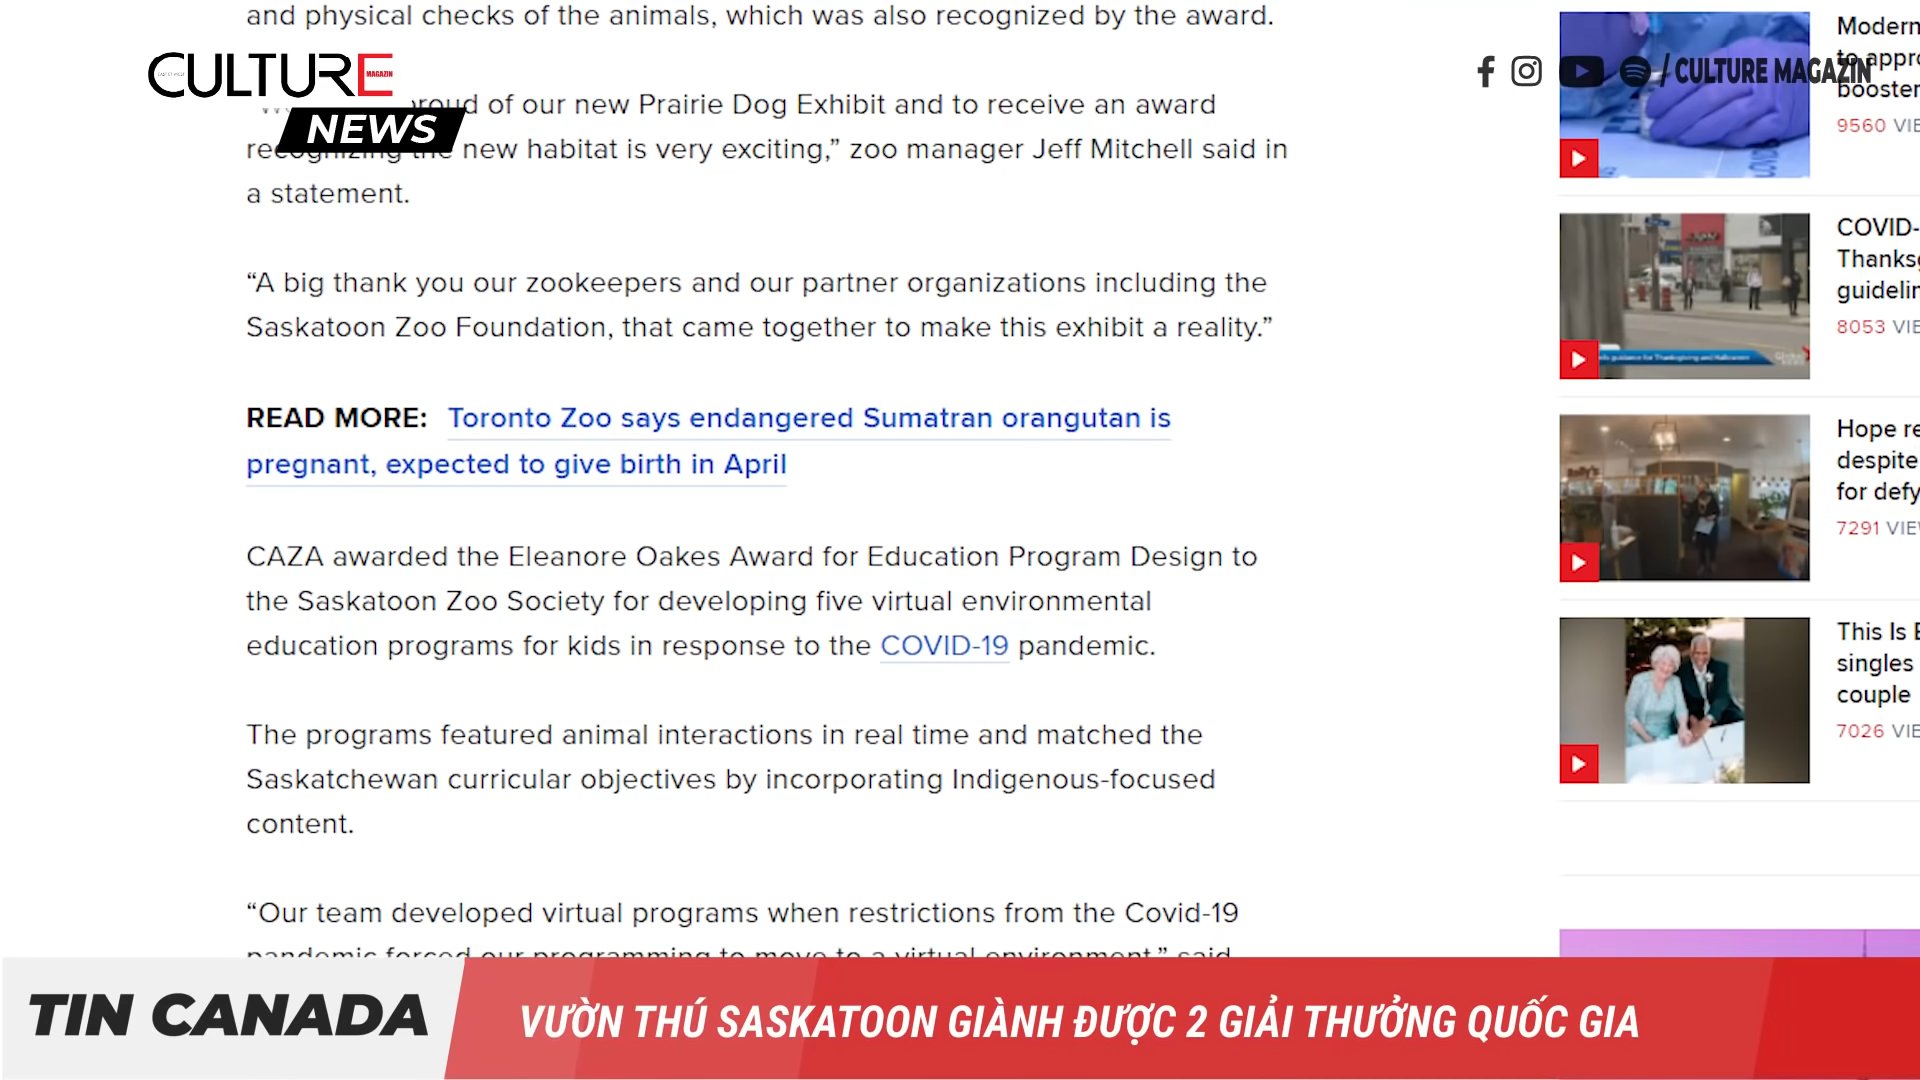 and physical checks of the animals, which was also recognized by the award.
CULTURE
MAGAZIN
NEWS
/ CULTURE MAGAZIN
proud of our new Prairie Dog Exhibit and to receive an award
recognizing the new habitat is very exciting,” zoo manager Jeff Mitchell said in
a statement.
“A big thank you our zookeepers and our partner organizations including the
Saskatoon Zoo Foundation, that came together to make this exhibit a reality.”
READ MORE: Toronto Zoo says endangered Sumatran orangutan is
pregnant, expected to give birth in April
CAZA awarded the Eleanore Oakes Award for Education Program Design to
the Saskatoon Zoo Society for developing five virtual environmental
education programs for kids in response to the COVID-19 pandemic.
The programs featured animal interactions in real time and matched the
Saskatchewan curricular objectives by incorporating Indigenous-focused
content.
“Our team developed virtual programs when restrictions from the Covid-19
pandemic forced our programming to move to a virtual environment,” said
Modern
to appro
booster
9560 VIE
COVID-
Thanksg
guidelin
8053 VIE
Hope re
despite
for defy
7291 VIE
This Is
singles
couple
7026 VIE
TIN CANADA
VƯỜN THÚ SASKATOON GIÀNH ĐƯỢC 2 GIẢI THƯỞNG QUỐC GIA